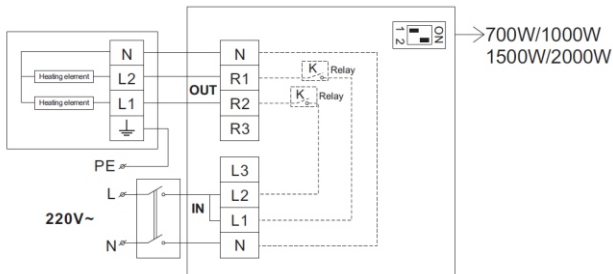 ON
1 2
700W/1000W
1500W/2000W
N
L2
L1
Heating element
Heating element
OUT
N
R1
R2
R3
K
Relay
K
Relay
PE
L
220V~
N
IN
L3
L2
L1
N